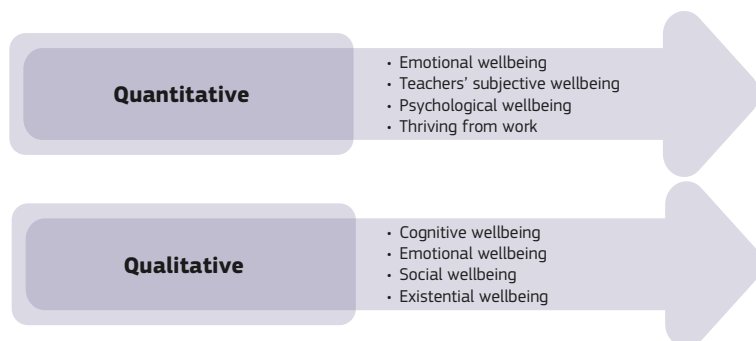 Quantitative
• Emotional wellbeing
• Teachers’ subjective wellbeing
• Psychological wellbeing
• Thriving from work
Qualitative
• Cognitive wellbeing
• Emotional wellbeing
• Social wellbeing
• Existential wellbeing